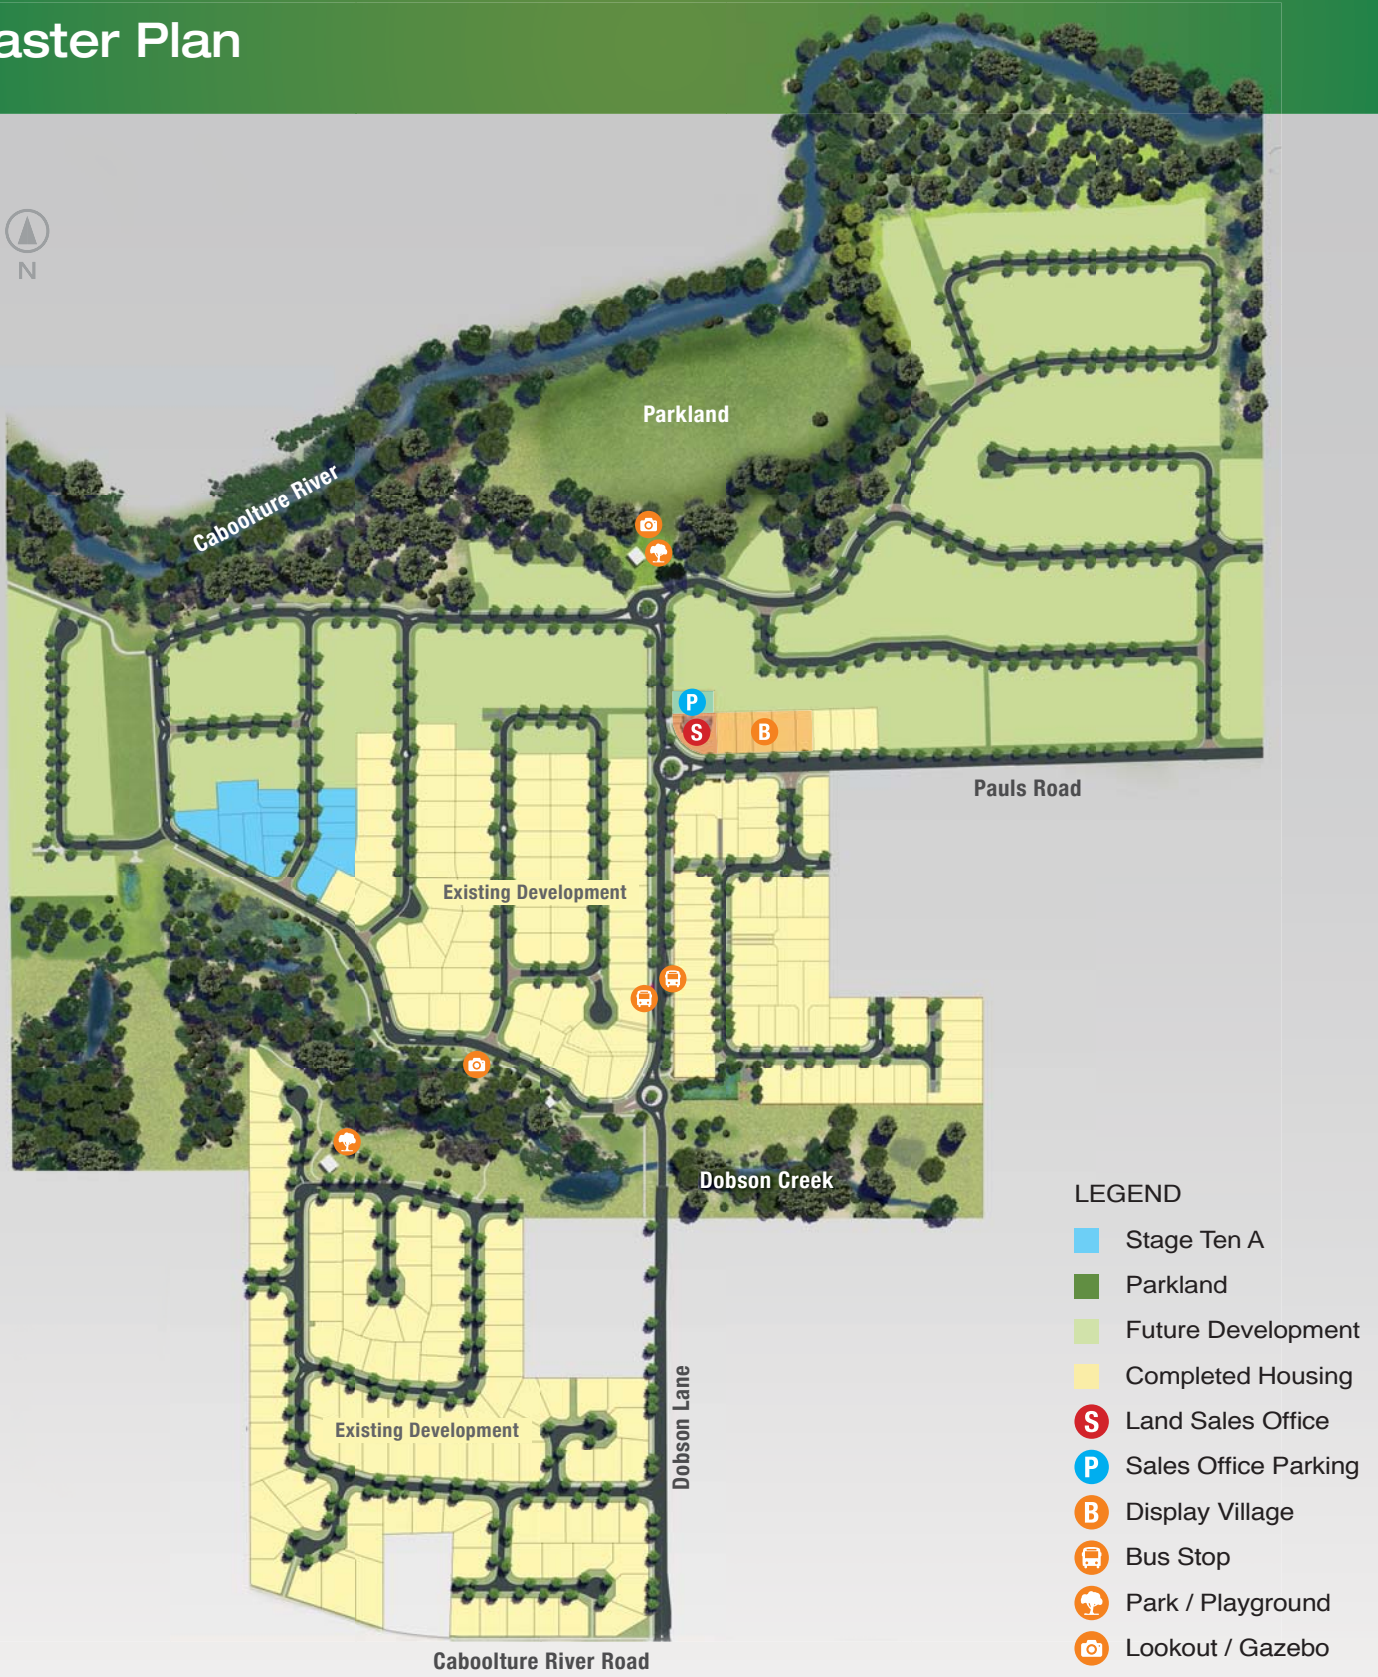 aster Plan
N
Parkland
Caboolture River
P
S
B
Pauls Road
Existing Development
Dobson Creek
Existing Development
Dobson Lane
Caboolture River Road
LEGEND
Stage Ten A
Parkland
Future Development
Completed Housing
S Land Sales Office
P Sales Office Parking
B Display Village
Bus Stop
Park / Playground
Lookout / Gazebo